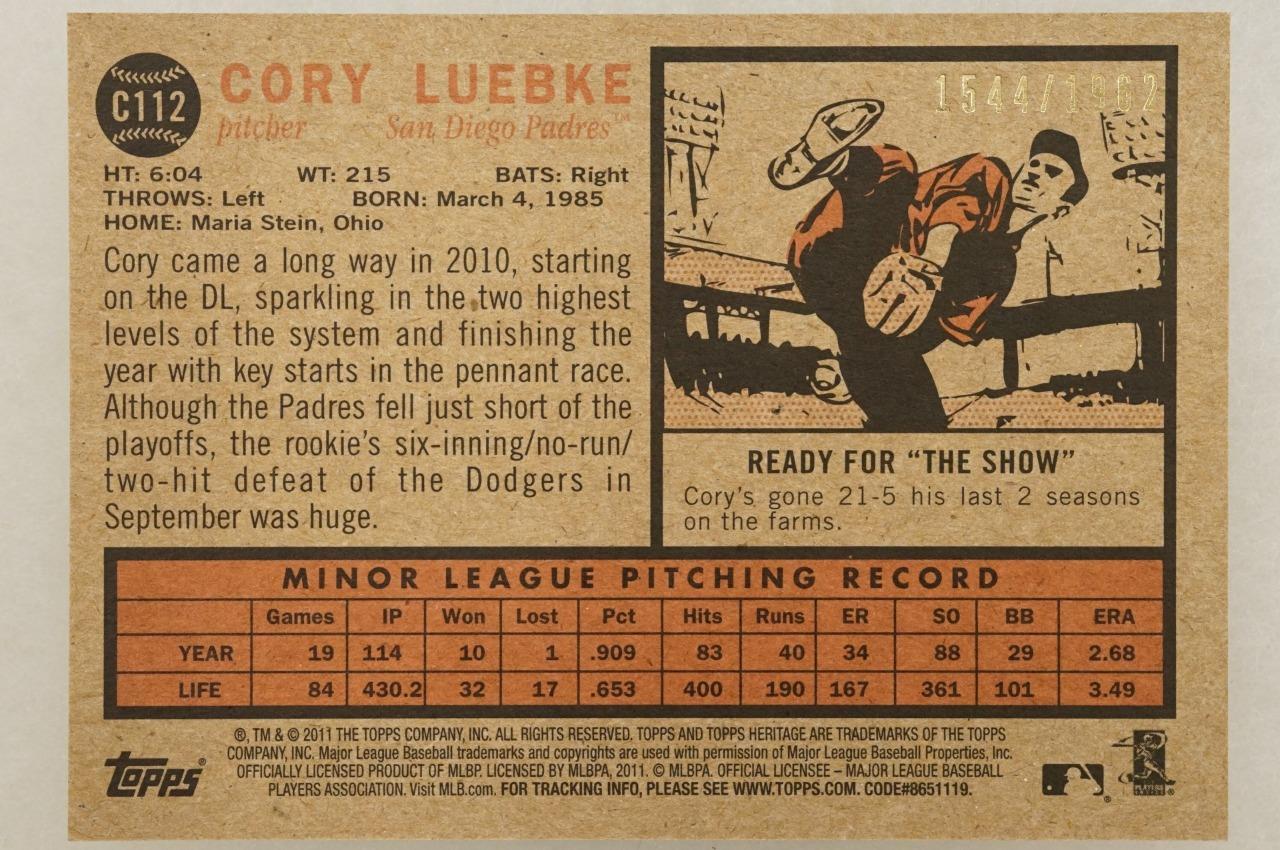 C112
CORY LUEBKE
pitcher San Diego Padres™
HT: 6:04 WT: 215 BATS: Right
THROWS: Left BORN: March 4, 1985
HOME: Maria Stein, Ohio
Cory came a long way in 2010, starting
on the DL, sparkling in the two highest
levels of the system and finishing the
year with key starts in the pennant race.
Although the Padres fell just short of the
playoffs, the rookie's six-inning/no-run/
two-hit defeat of the Dodgers in
September was huge.
1544/1962
READY FOR “THE SHOW”
Cory's gone 21-5 his last 2 seasons
on the farms.
MINOR LEAGUE PITCHING RECORD
Games IP Won Lost Pct Hits Runs ER SO BB ERA
YEAR 19 114 10 1 .909 83 40 34 88 29 2.68
LIFE 84 430.2 32 17 .653 400 190 167 361 101 3.49
®, TM & © 2011 THE TOPPS COMPANY, INC. ALL RIGHTS RESERVED. TOPPS AND TOPPS HERITAGE ARE TRADEMARKS OF THE TOPPS
COMPANY, INC. Major League Baseball trademarks and copyrights are used with permission of Major League Baseball Properties, Inc.
OFFICIALLY LICENSED PRODUCT OF MLBP. LICENSED BY MLBPA, 2011. © MLBPA. OFFICIAL LICENSEE – MAJOR LEAGUE BASEBALL
PLAYERS ASSOCIATION. Visit MLB.com. FOR TRACKING INFO, PLEASE SEE WWW.TOPPS.COM. CODE#8651119.
Topps®